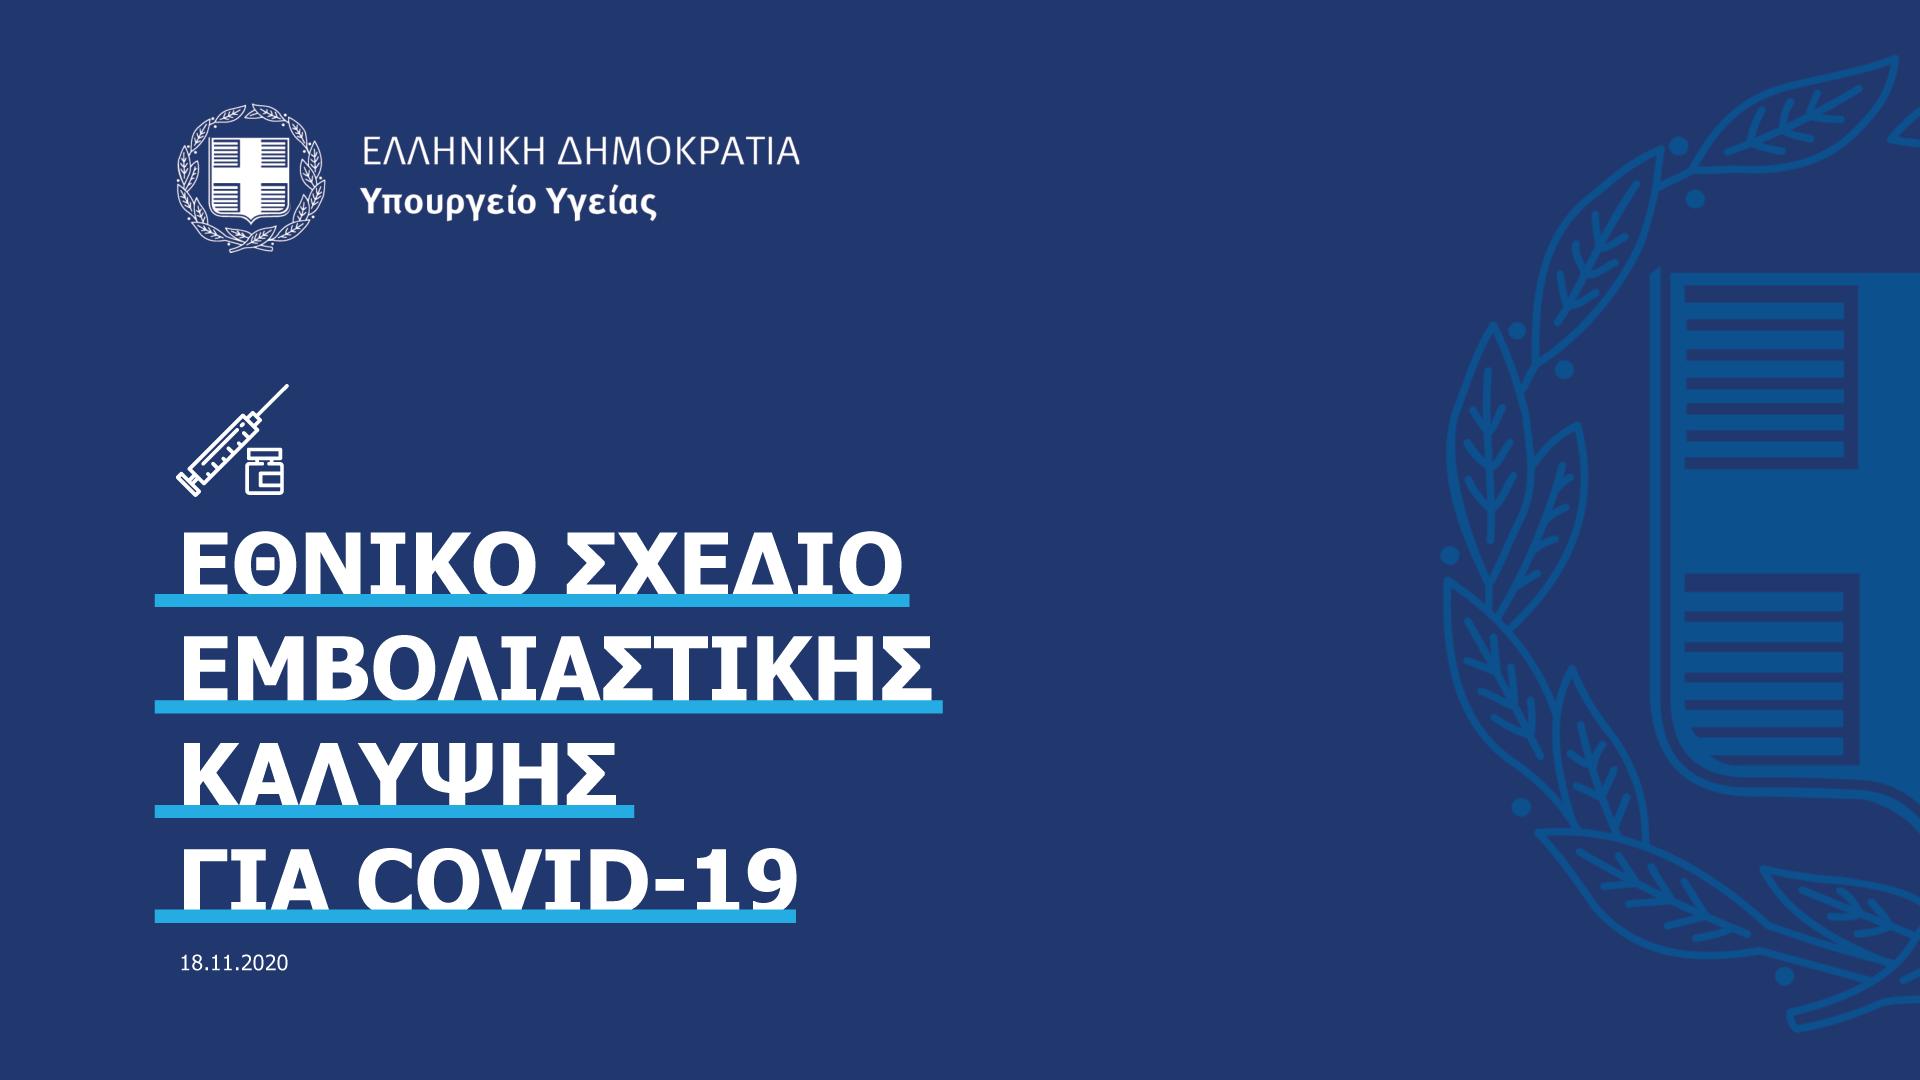 ΕΛΛΗΝΙΚΗ ΔΗΜΟΚΡΑΤΙΑ
Υπουργείο Υγείας
ΕΘΝΙΚΟ ΣΧΕΔΙΟ
ΕΜΒΟΛΙΑΣΤΙΚΗΣ
ΚΑΛΥΨΗΣ
ΓΙΑ COVID-19
18.11.2020